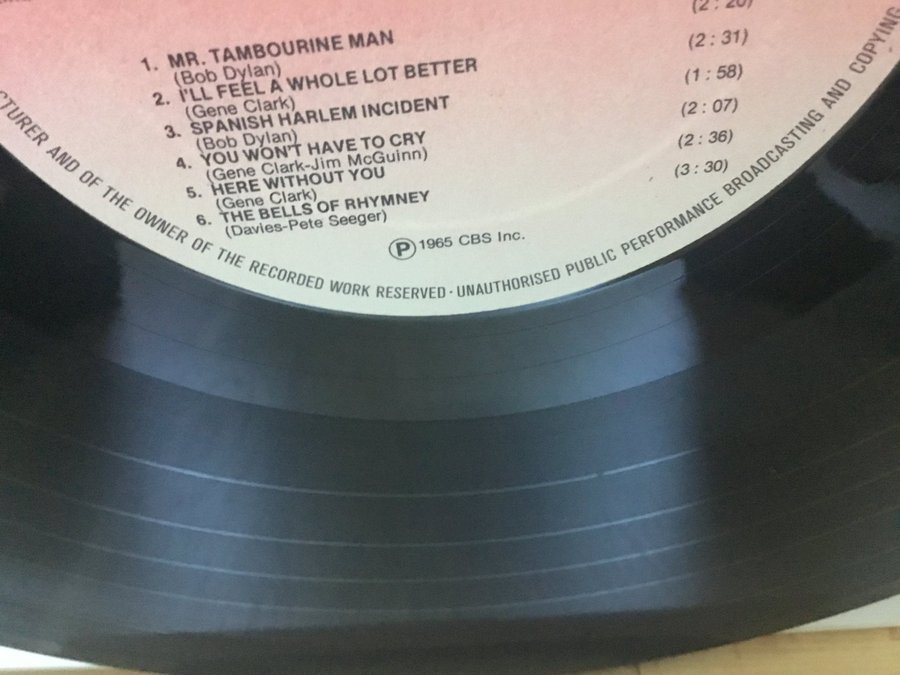 (2 : 20)
1. MR. TAMBOURINE MAN (2 : 31)
(Bob Dylan)
2. I'LL FEEL A WHOLE LOT BETTER (1 : 58)
(Gene Clark)
3. SPANISH HARLEM INCIDENT (2 : 07)
(Bob Dylan)
4. YOU WON'T HAVE TO CRY (2 : 36)
(Gene Clark-Jim McGuinn)
5. HERE WITHOUT YOU (3 : 30)
(Gene Clark)
6. THE BELLS OF RHYMNEY
(Davies-Pete Seeger)
Ⓟ 1965 CBS Inc.
CTURER AND OF THE OWNER OF THE RECORDED WORK RESERVED · UNAUTHORISED PUBLIC PERFORMANCE BROADCASTING AND COPYING